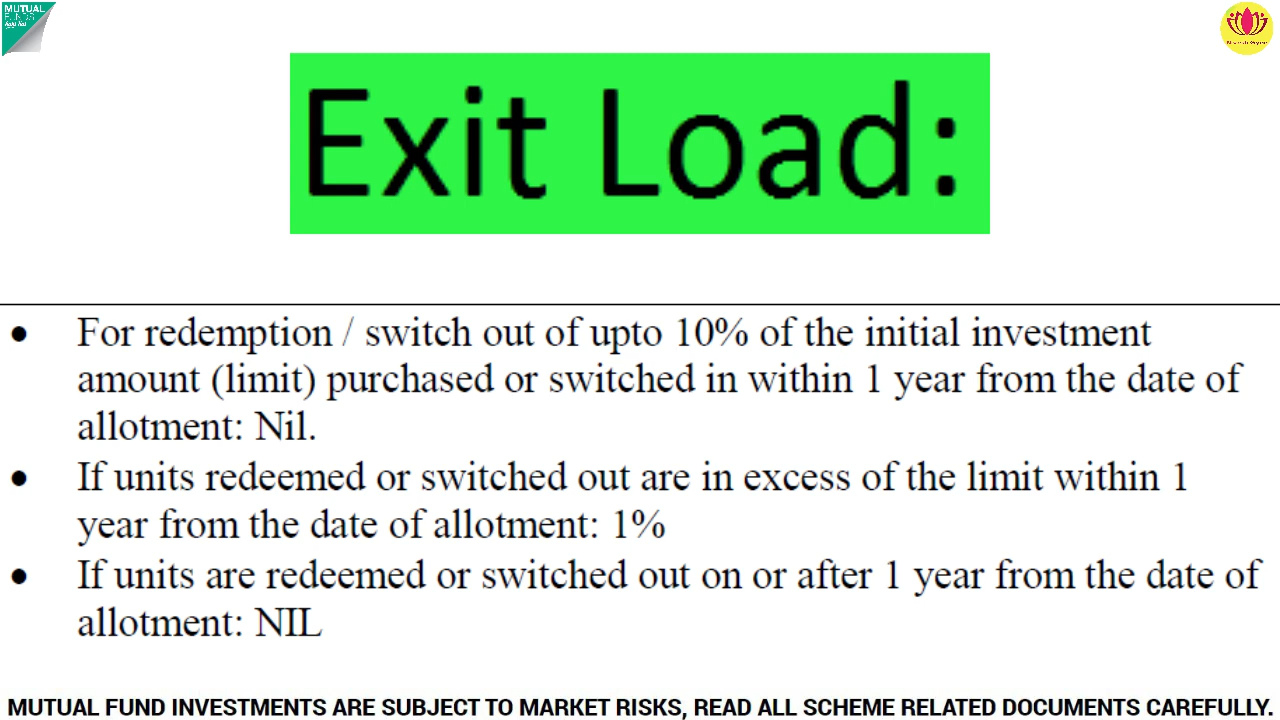 MUTUAL
FUNDS
Sahi Hai
Exit Load:
• For redemption / switch out of upto 10% of the initial investment
amount (limit) purchased or switched in within 1 year from the date of
allotment: Nil.
• If units redeemed or switched out are in excess of the limit within 1
year from the date of allotment: 1%
• If units are redeemed or switched out on or after 1 year from the date of
allotment: NIL
MUTUAL FUND INVESTMENTS ARE SUBJECT TO MARKET RISKS, READ ALL SCHEME RELATED DOCUMENTS CAREFULLY.